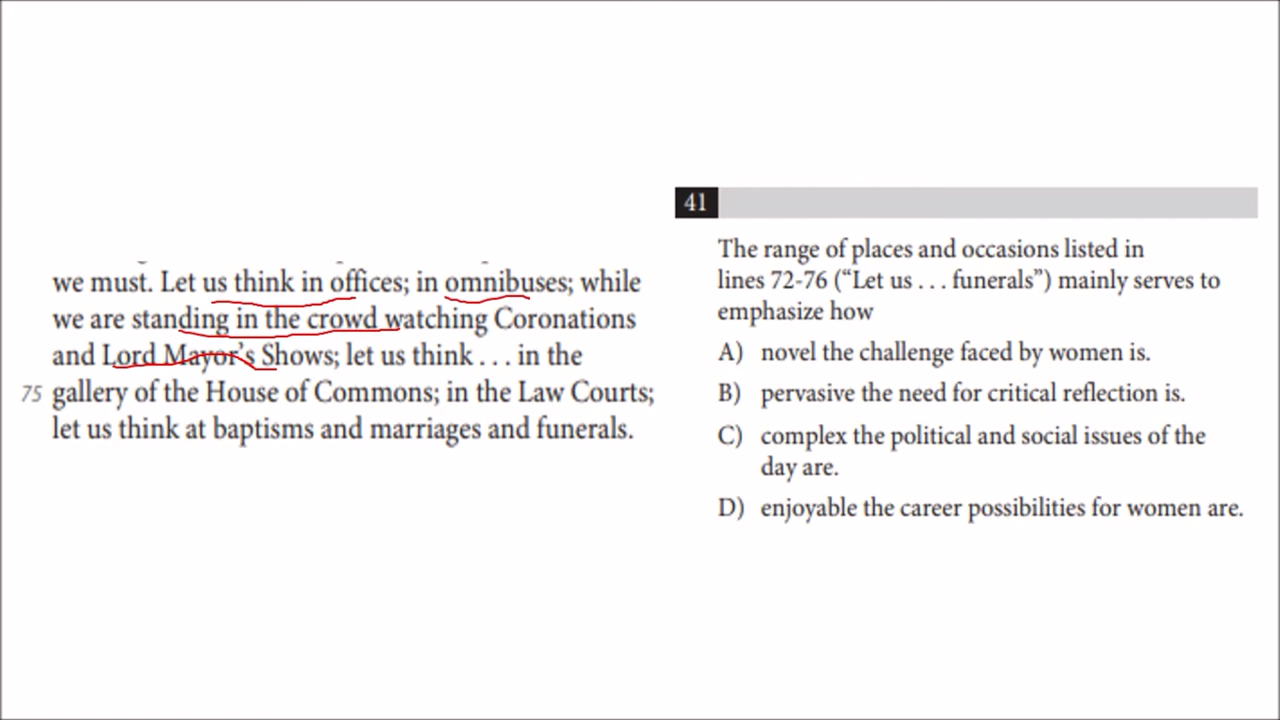 we must. Let us think in offices; in omnibuses; while
we are standing in the crowd watching Coronations
and Lord Mayor's Shows; let us think . . . in the
75 gallery of the House of Commons; in the Law Courts;
let us think at baptisms and marriages and funerals.
41
The range of places and occasions listed in
lines 72-76 (“Let us . . . funerals”) mainly serves to
emphasize how
A) novel the challenge faced by women is.
B) pervasive the need for critical reflection is.
C) complex the political and social issues of the
day are.
D) enjoyable the career possibilities for women are.